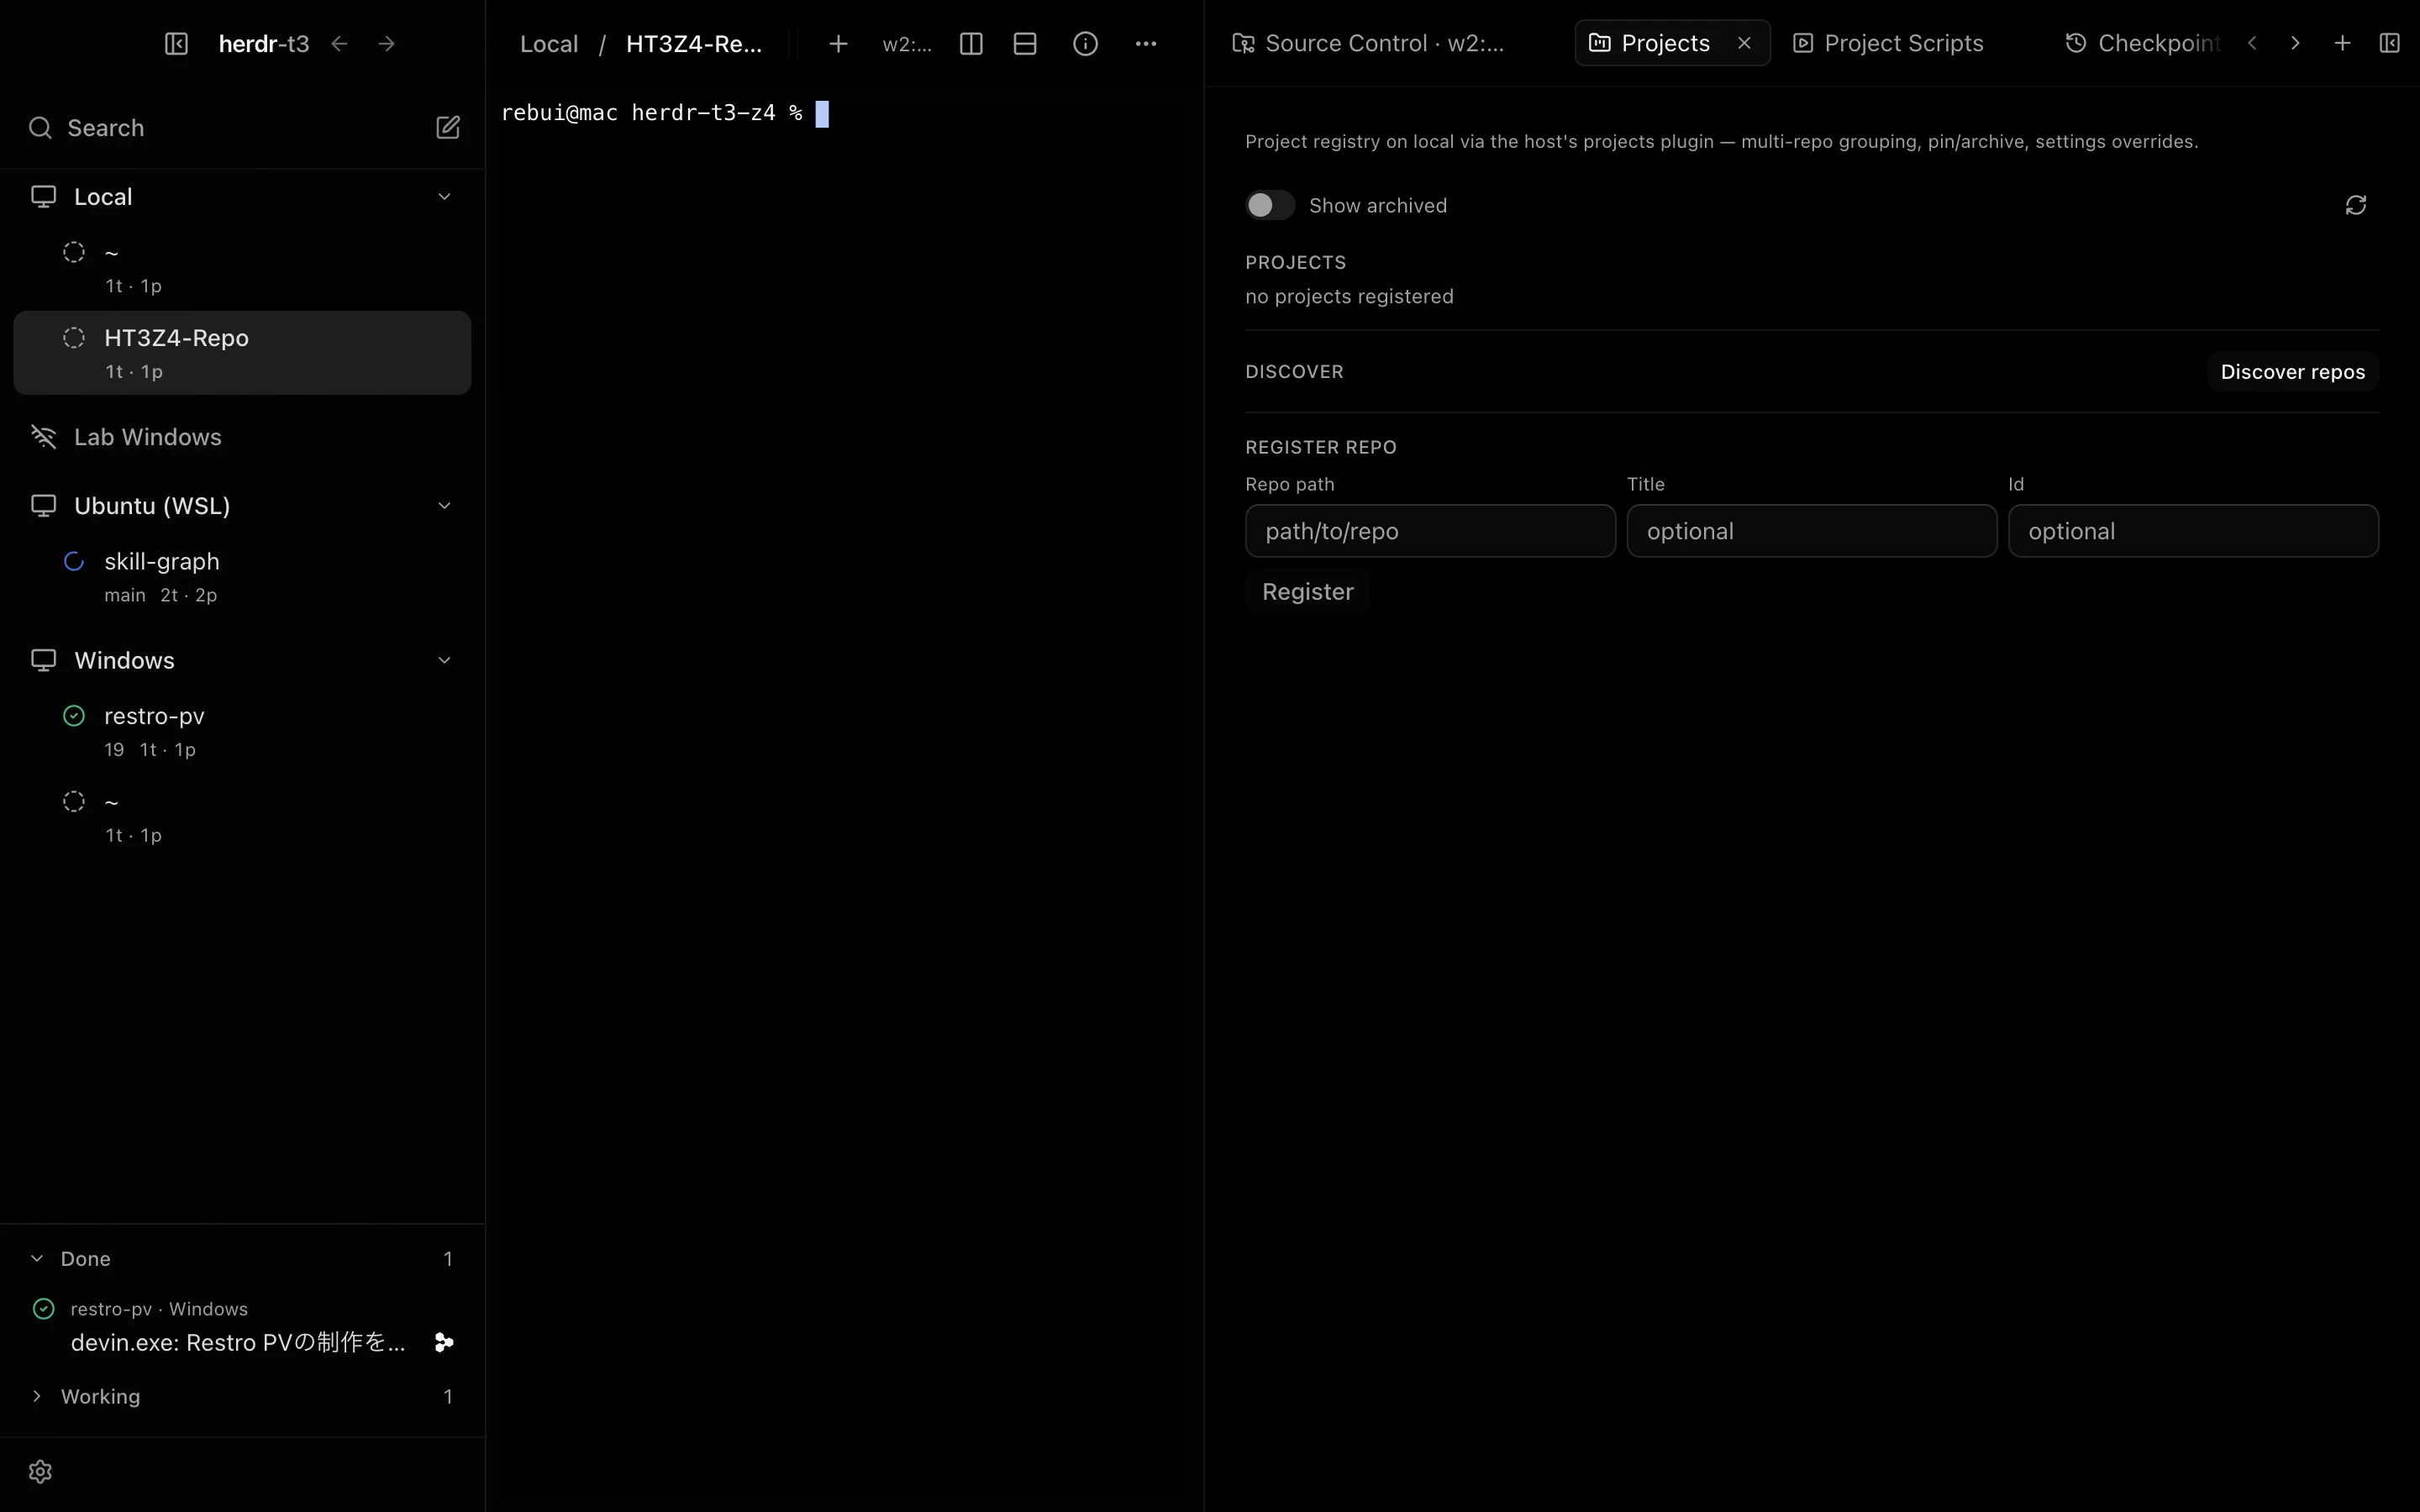 herdr-t3
Search
Local
~
1t · 1p
HT3Z4-Repo
1t · 1p
Lab Windows
Ubuntu (WSL)
skill-graph
main 2t · 2p
Windows
restro-pv
19 1t · 1p
~
1t · 1p
Done 1
restro-pv · Windows
devin.exe: Restro PVの制作を...
Working 1
Local / HT3Z4-Re... w2:...
rebui@mac herdr-t3-z4 %
Source Control · w2:... Projects Project Scripts Checkpoint
Project registry on local via the host's projects plugin — multi-repo grouping, pin/archive, settings overrides.
Show archived
PROJECTS
no projects registered
DISCOVER Discover repos
REGISTER REPO
Repo path Title Id
path/to/repo optional optional
Register